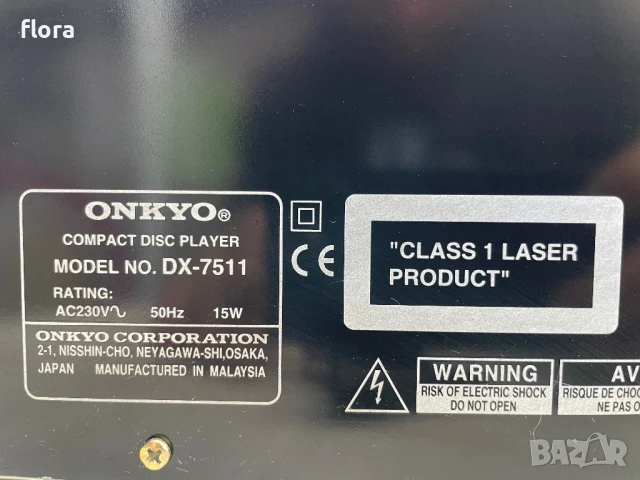 flora
ONKYO®
COMPACT DISC PLAYER
MODEL NO. DX-7511
RATING:
AC230V∿ 50Hz 15W
ONKYO CORPORATION
2-1, NISSHIN-CHO, NEYAGAWA-SHI,OSAKA,
JAPAN MANUFACTURED IN MALAYSIA
CE
"CLASS 1 LASER
PRODUCT"
WARNING
RISK OF ELECTRIC SHOCK
DO NOT OPEN
AV
RISQUE DE CHOC
NE PAS O
BAZAR